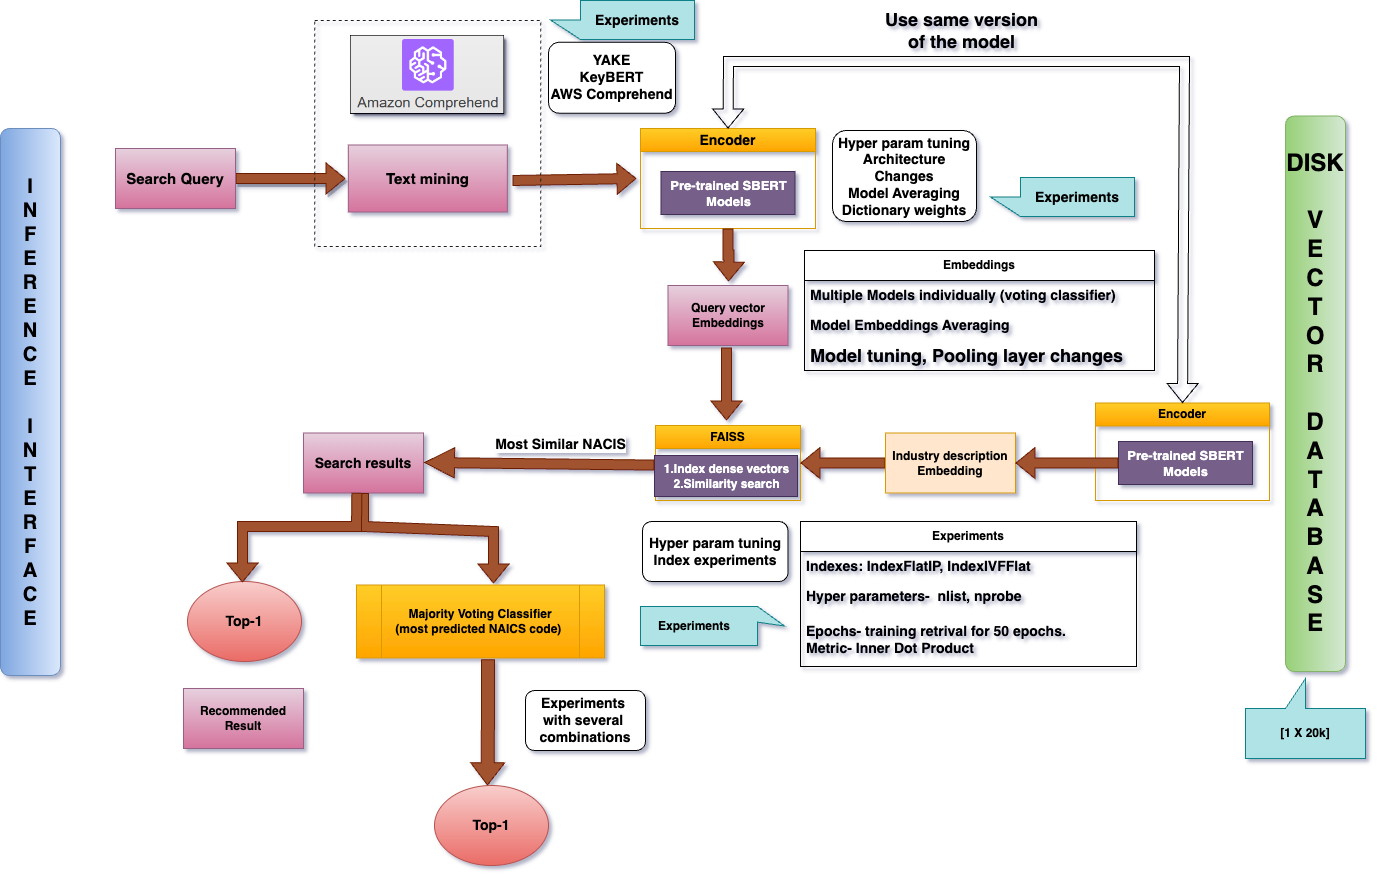 Use same version
of the model
Experiments
Amazon Comprehend
YAKE
KeyBERT
AWS Comprehend
INFERENCE INTERFACE
Search Query
Text mining
Encoder
Pre-trained SBERT
Models
Hyper param tuning
Architecture
Changes
Model Averaging
Dictionary weights
Experiments
DISK VECTOR DATABASE
Query vector
Embeddings
Embeddings
Multiple Models individually (voting classifier)
Model Embeddings Averaging
Model tuning, Pooling layer changes
Encoder
Pre-trained SBERT
Models
Industry description
Embedding
FAISS
1.Index dense vectors
2.Similarity search
Most Similar NACIS
Search results
Hyper param tuning
Index experiments
Experiments
Experiments
Indexes: IndexFlatIP, IndexIVFFlat
Hyper parameters- nlist, nprobe
Epochs- training retrival for 50 epochs.
Metric- Inner Dot Product
Top-1
Majority Voting Classifier
(most predicted NAICS code)
Recommended
Result
Experiments
with several
combinations
[1 X 20k]
Top-1